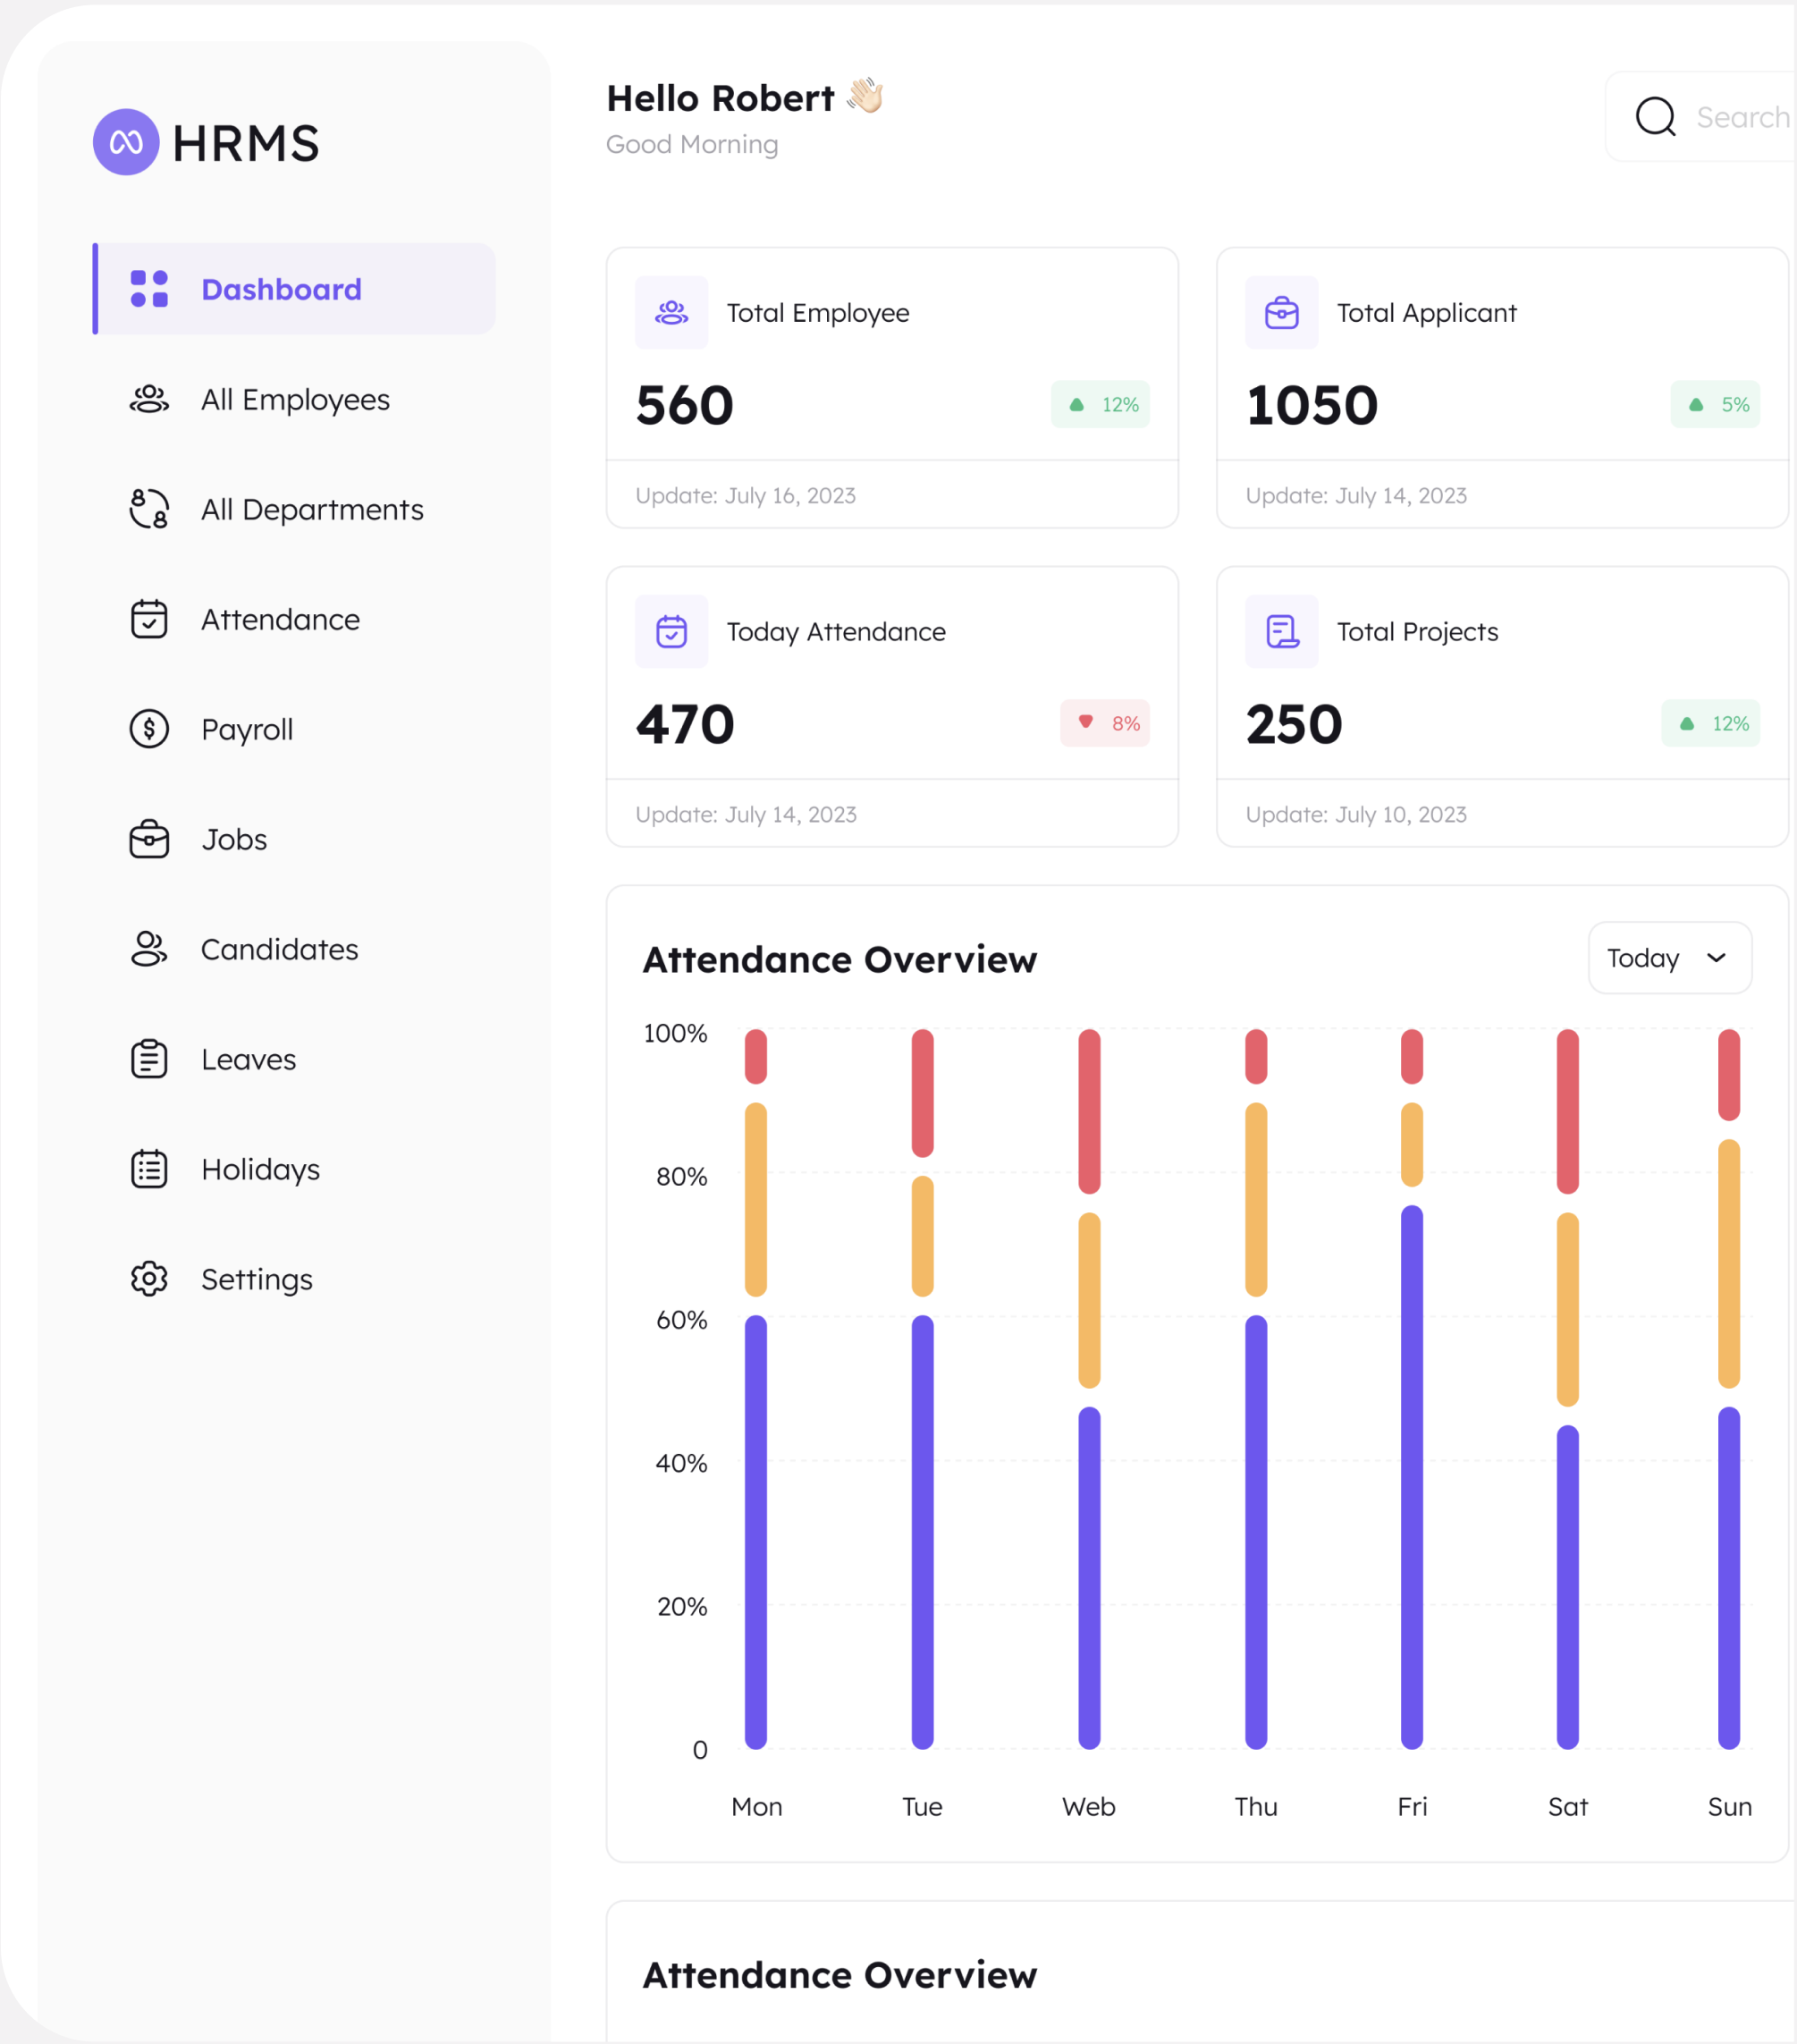 HRMS
Dashboard
All Employees
All Departments
Attendance
Payroll
Jobs
Candidates
Leaves
Holidays
Settings
Hello Robert 👋🏻
Good Morning
Search
Total Employee
560
12%
Update: July 16, 2023
Total Applicant
1050
5%
Update: July 14, 2023
Today Attendance
470
8%
Update: July 14, 2023
Total Projects
250
12%
Update: July 10, 2023
Attendance Overview
Today
100%
80%
60%
40%
20%
0
Mon Tue Web Thu Fri Sat Sun
Attendance Overview